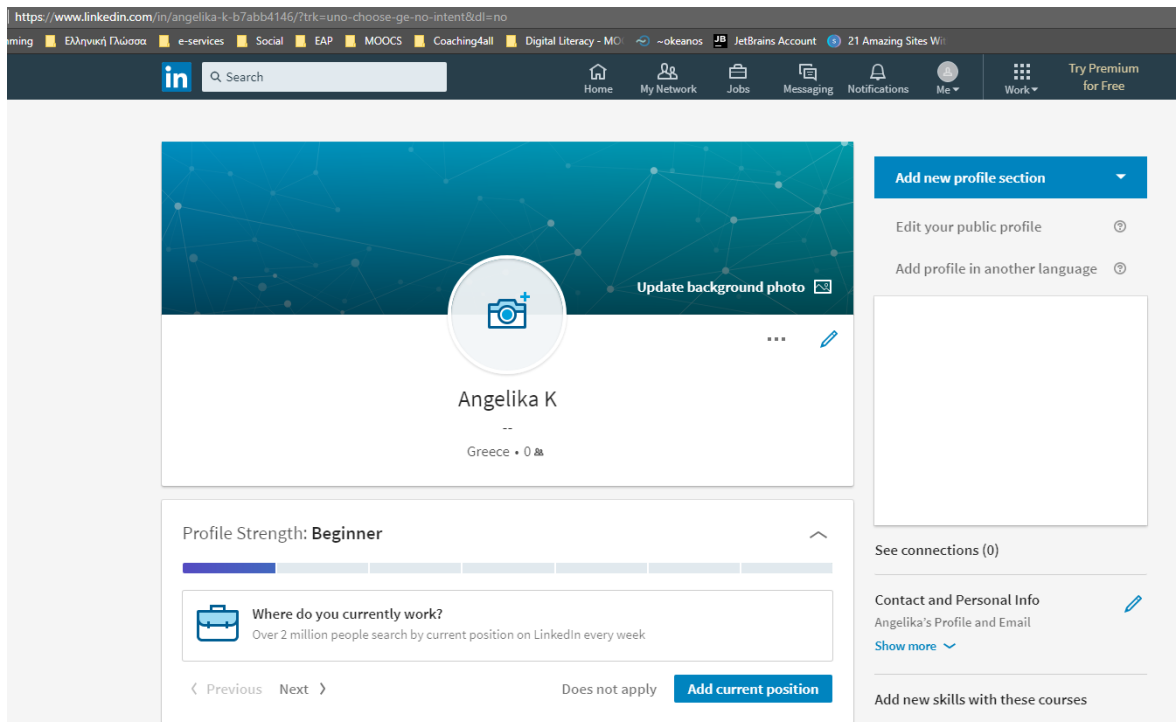 https://www.linkedin.com/in/angelika-k-b7abb4146/?trk=uno-choose-ge-no-intent&dl=no
Ελληνική Γλώσσα e-services Social EAP MOOCS Coaching4all Digital Literacy - MO ~okeanos JetBrains Account 21 Amazing Sites
in Search Home My Network Jobs Messaging Notifications Me Work Try Premium for Free
Update background photo
Angelika K
--
Greece • 0
Profile Strength: Beginner
Where do you currently work?
Over 2 million people search by current position on LinkedIn every week
Previous Next Does not apply Add current position
Add new profile section
Edit your public profile
Add profile in another language
See connections (0)
Contact and Personal Info
Angelika's Profile and Email
Show more
Add new skills with these courses